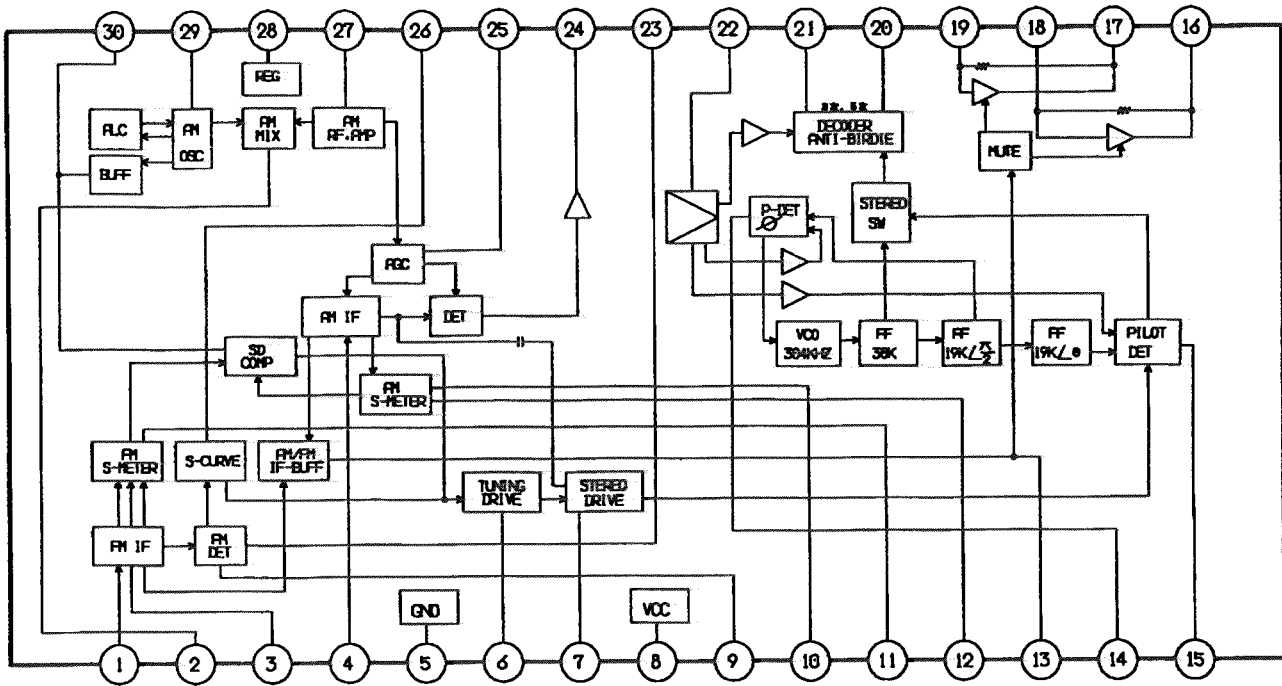 30 29 28 27 26 25 24 23 22 21 20 19 18 17 16
REG
ALC
AM
OSC
AM
MIX
AM
RF.AMP
BUFF
DECODER
ANTI-BIRDIE
MUTE
P-DET
STEREO
SW
AGC
AM IF
DET
SD
COMP
VCO
304KHZ
FF
38K
FF
19K∠π/2
FF
19K∠0
PILOT
DET
AM
S-METER
FM
S-METER
S-CURVE
AM/FM
IF-BUFF
TUNING
DRIVE
STEREO
DRIVE
FM IF
FM
DET
GND
VCC
1 2 3 4 5 6 7 8 9 10 11 12 13 14 15